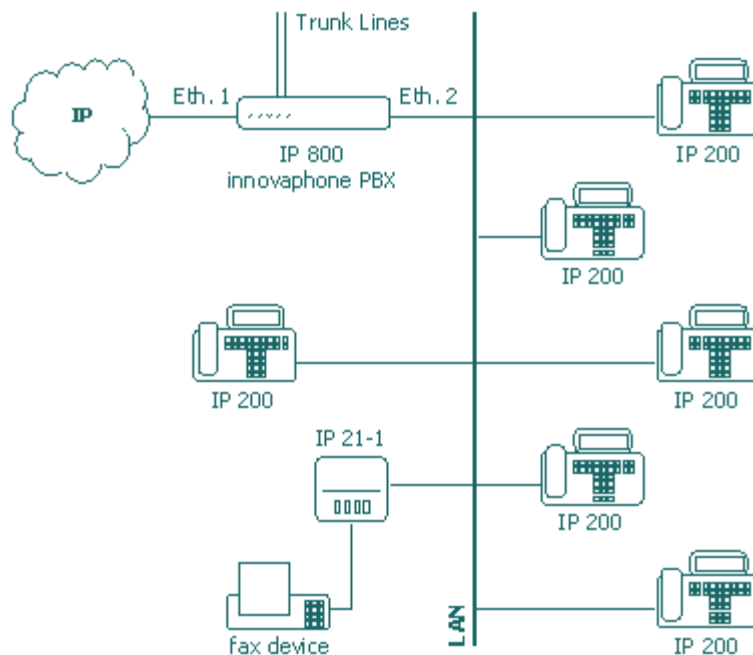 Trunk Lines
IP
Eth. 1
Eth. 2
IP 800
innovaphone PBX
IP 200
IP 200
IP 200
IP 200
IP 21-1
IP 200
fax device
LAN
IP 200